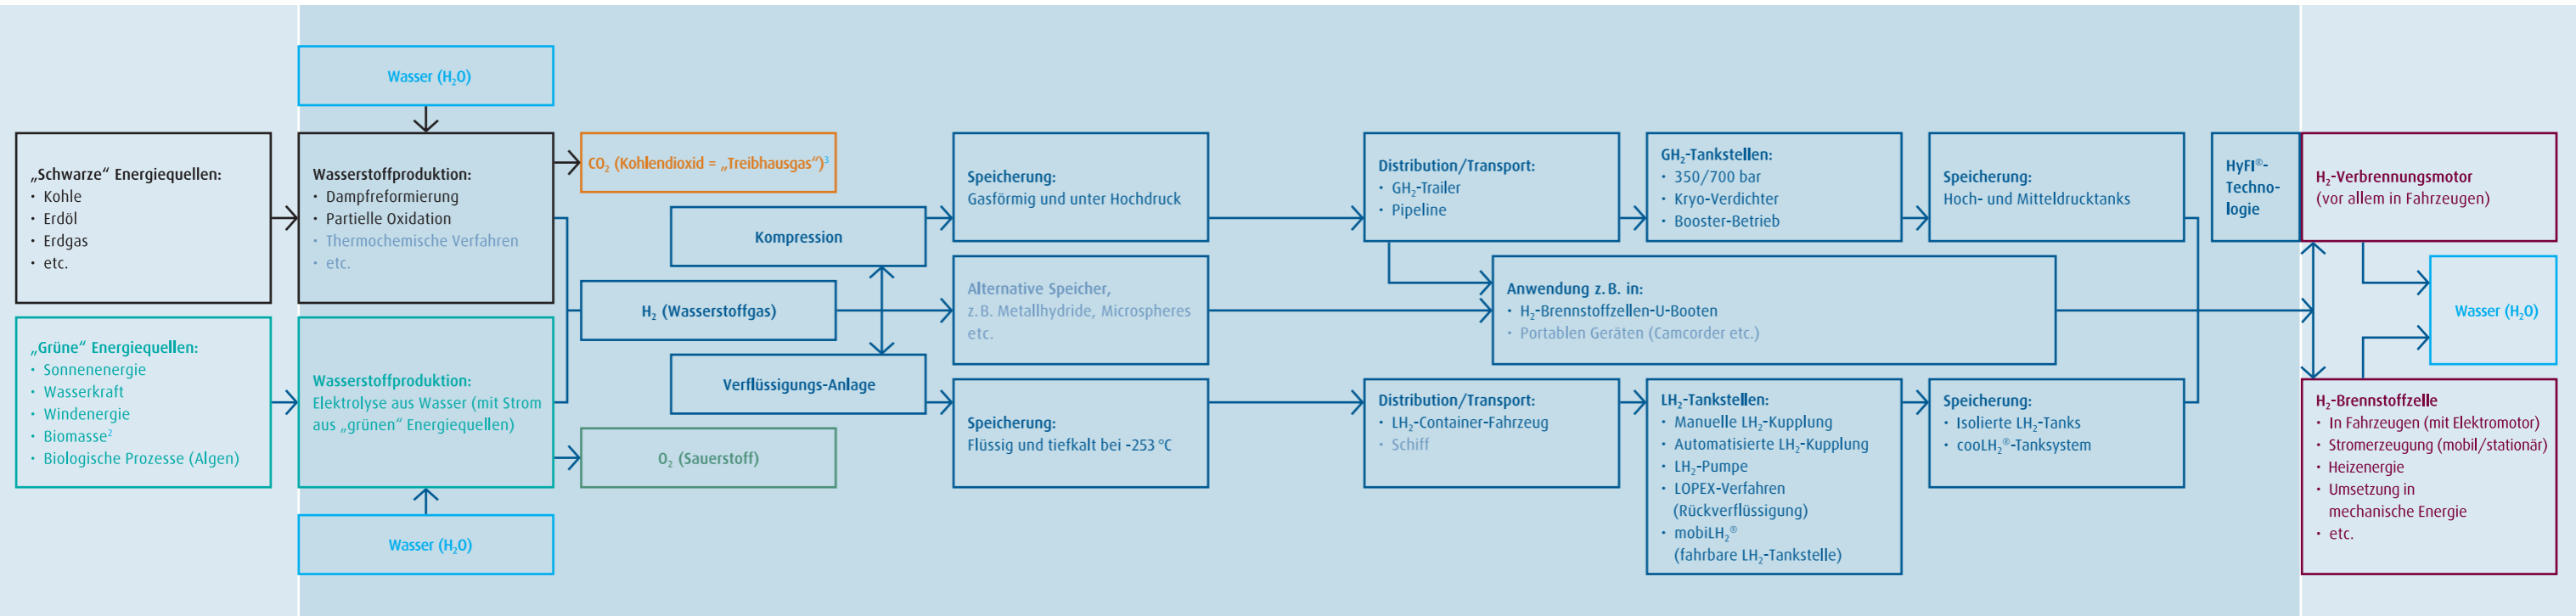 Wasser (H₂O)
„Schwarze“ Energiequellen:
· Kohle
· Erdöl
· Erdgas
· etc.
Wasserstoffproduktion:
· Dampfreformierung
· Partielle Oxidation
· Thermochemische Verfahren
· etc.
CO₂ (Kohlendioxid = „Treibhausgas“)³
„Grüne“ Energiequellen:
· Sonnenenergie
· Wasserkraft
· Windenergie
· Biomasse²
· Biologische Prozesse (Algen)
Wasserstoffproduktion:
Elektrolyse aus Wasser (mit Strom
aus „grünen“ Energiequellen)
O₂ (Sauerstoff)
Wasser (H₂O)
H₂ (Wasserstoffgas)
Kompression
Verflüssigungs-Anlage
Speicherung:
Gasförmig und unter Hochdruck
Alternative Speicher,
z. B. Metallhydride, Microspheres
etc.
Speicherung:
Flüssig und tiefkalt bei -253 °C
Distribution/Transport:
· GH₂-Trailer
· Pipeline
GH₂-Tankstellen:
· 350/700 bar
· Kryo-Verdichter
· Booster-Betrieb
Speicherung:
Hoch- und Mitteldrucktanks
Anwendung z. B. in:
· H₂-Brennstoffzellen-U-Booten
· Portablen Geräten (Camcorder etc.)
Distribution/Transport:
· LH₂-Container-Fahrzeug
· Schiff
LH₂-Tankstellen:
· Manuelle LH₂-Kupplung
· Automatisierte LH₂-Kupplung
· LH₂-Pumpe
· LOPEX-Verfahren
(Rückverflüssigung)
· mobiLH₂®
(fahrbare LH₂-Tankstelle)
Speicherung:
· Isolierte LH₂-Tanks
· cooLH₂®-Tanksystem
HyFI®-
Techno-
logie
H₂-Verbrennungsmotor
(vor allem in Fahrzeugen)
Wasser (H₂O)
H₂-Brennstoffzelle
· In Fahrzeugen (mit Elektromotor)
· Stromerzeugung (mobil/stationär)
· Heizenergie
· Umsetzung in
mechanische Energie
· etc.